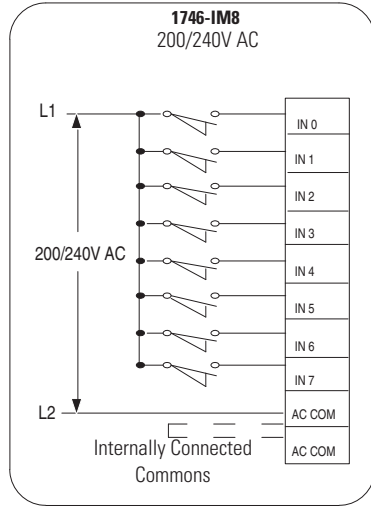 1746-IM8
200/240V AC
L1
IN 0
IN 1
IN 2
IN 3
200/240V AC
IN 4
IN 5
IN 6
IN 7
L2
AC COM
Internally Connected
Commons
AC COM